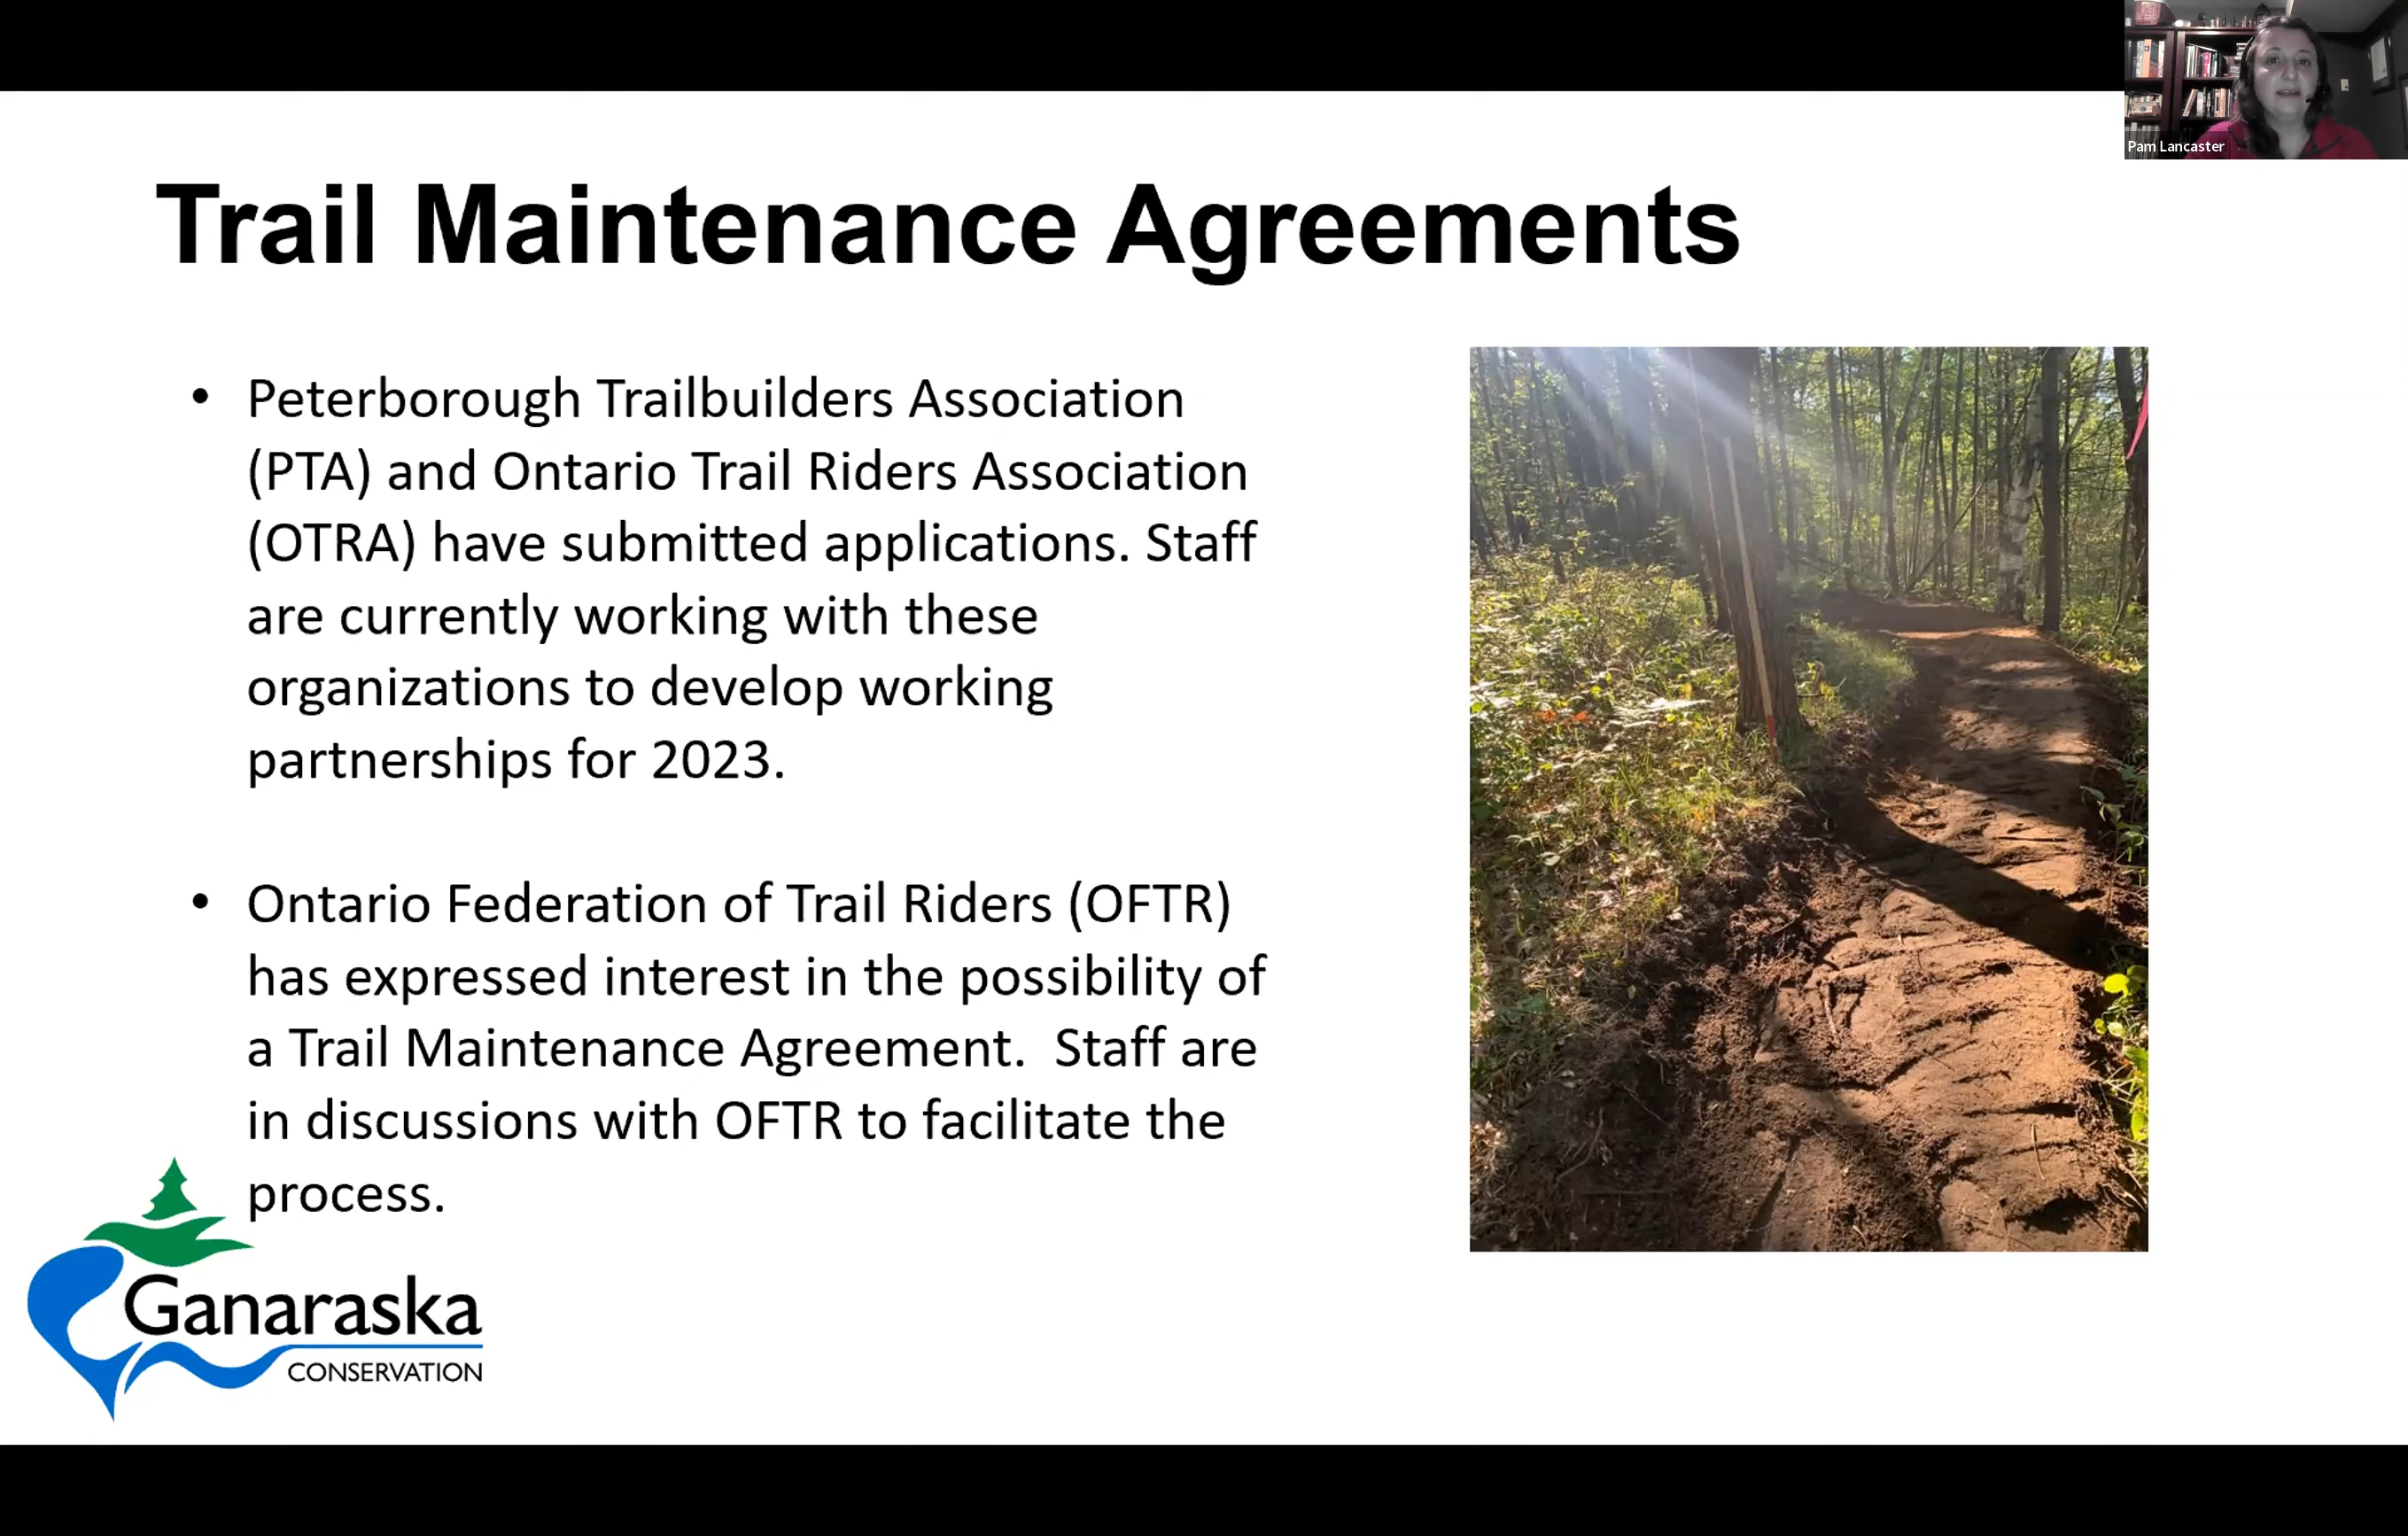 Pam Lancaster
Trail Maintenance Agreements
• Peterborough Trailbuilders Association
(PTA) and Ontario Trail Riders Association
(OTRA) have submitted applications. Staff
are currently working with these
organizations to develop working
partnerships for 2023.
• Ontario Federation of Trail Riders (OFTR)
has expressed interest in the possibility of
a Trail Maintenance Agreement.  Staff are
in discussions with OFTR to facilitate the
process.
Ganaraska
CONSERVATION